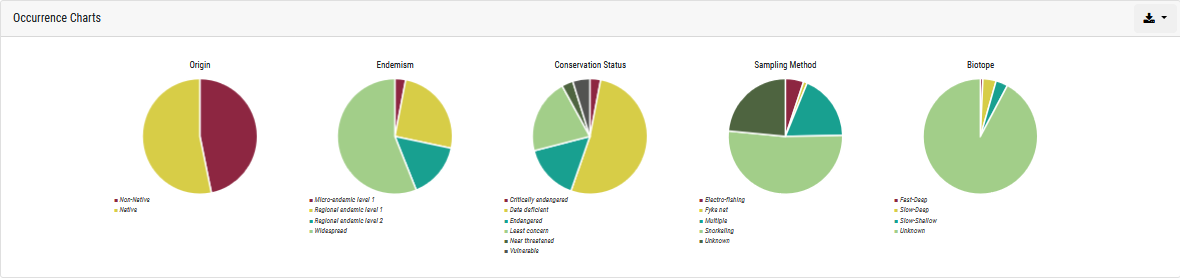 Occurrence Charts
Origin
Non-Native
Native
Endemism
Micro-endemic level 1
Regional endemic level 1
Regional endemic level 2
Widespread
Conservation Status
Critically endangered
Data deficient
Endangered
Least concern
Near threatened
Vulnerable
Sampling Method
Electro-fishing
Fyke net
Multiple
Snorkeling
Unknown
Biotope
Fast-Deep
Slow-Deep
Slow-Shallow
Unknown